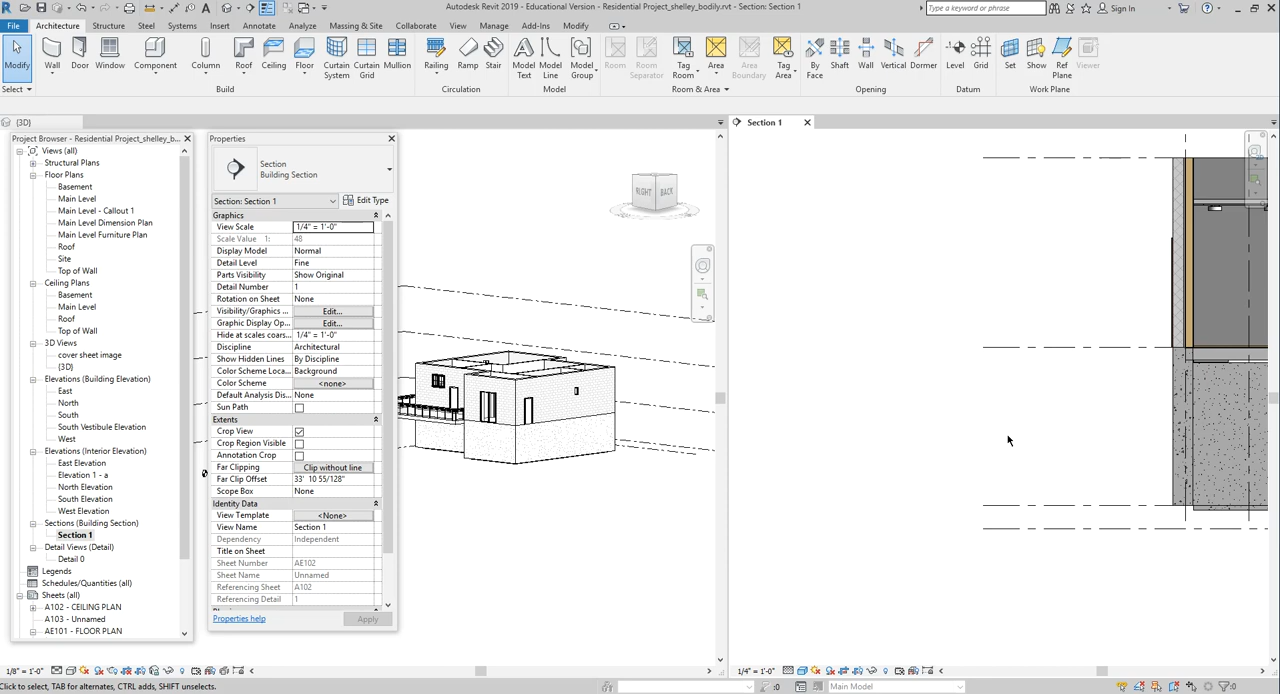 Autodesk Revit 2019 - Educational Version - Residential Project_shelley_bodily.rvt - Section: Section 1
Type a keyword or phrase
Sign In
File Architecture Structure Steel Systems Insert Annotate Analyze Massing & Site Collaborate View Manage Add-Ins Modify
Modify Wall Door Window Component Column Roof Ceiling Floor Curtain System Curtain Grid Mullion Railing Ramp Stair Model Text Model Line Model Group Room Room Separator Tag Room Area Area Boundary Tag Area By Face Shaft Wall Vertical Dormer Level Grid Set Show Ref Plane Viewer
Select Build Circulation Model Room & Area Opening Datum Work Plane
{3D}
Section 1
Project Browser - Residential Project_shelley_b...
Views (all)
Structural Plans
Floor Plans
Basement
Main Level
Main Level - Callout 1
Main Level Dimension Plan
Main Level Furniture Plan
Roof
Site
Top of Wall
Ceiling Plans
Basement
Main Level
Roof
Top of Wall
3D Views
cover sheet image
{3D}
Elevations (Building Elevation)
East
North
South
South Vestibule Elevation
West
Elevations (Interior Elevation)
East Elevation
Elevation 1 - a
North Elevation
South Elevation
West Elevation
Sections (Building Section)
Section 1
Detail Views (Detail)
Detail 0
Legends
Schedules/Quantities (all)
Sheets (all)
A102 - CEILING PLAN
A103 - Unnamed
AE101 - FLOOR PLAN
Properties
Section
Building Section
Section: Section 1 Edit Type
Graphics
View Scale 1/4" = 1'-0"
Scale Value 1: 48
Display Model Normal
Detail Level Fine
Parts Visibility Show Original
Detail Number 1
Rotation on Sheet None
Visibility/Graphics ... Edit...
Graphic Display Op... Edit...
Hide at scales coars... 1/4" = 1'-0"
Discipline Architectural
Show Hidden Lines By Discipline
Color Scheme Loca... Background
Color Scheme <none>
Default Analysis Dis... None
Sun Path
Extents
Crop View
Crop Region Visible
Annotation Crop
Far Clipping Clip without line
Far Clip Offset 33' 10 55/128"
Scope Box None
Identity Data
View Template <None>
View Name Section 1
Dependency Independent
Title on Sheet
Sheet Number AE102
Sheet Name Unnamed
Referencing Sheet A102
Referencing Detail 1
Properties help Apply
RIGHT BACK
1/8" = 1'-0"
1/4" = 1'-0"
Click to select, TAB for alternates, CTRL adds, SHIFT unselects.
:0 Main Model :0